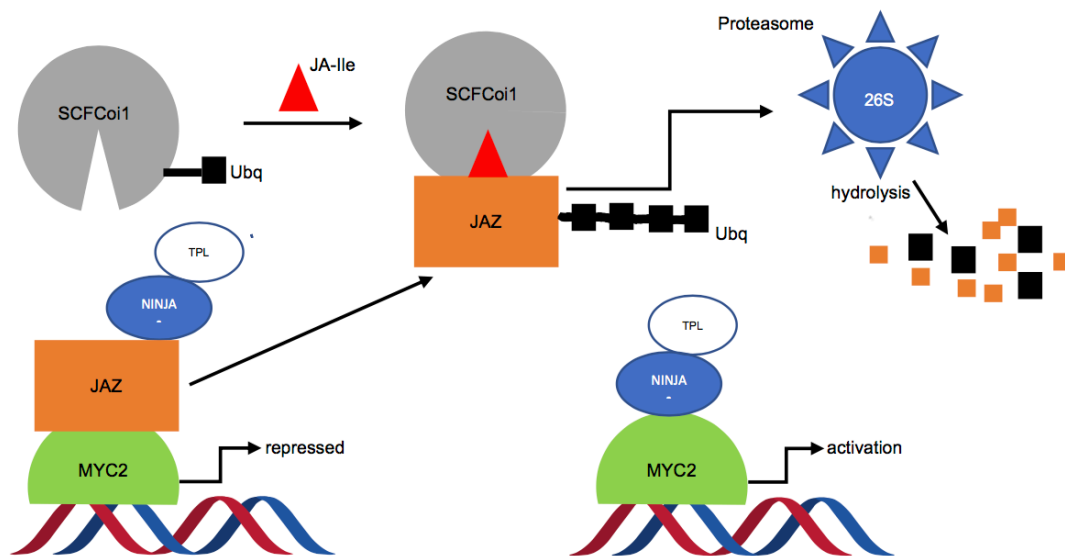 Proteasome
SCFCoi1
JA-Ile
SCFCoi1
26S
Ubq
hydrolysis
JAZ
Ubq
TPL
NINJA
-
JAZ
repressed
MYC2
TPL
NINJA
-
activation
MYC2